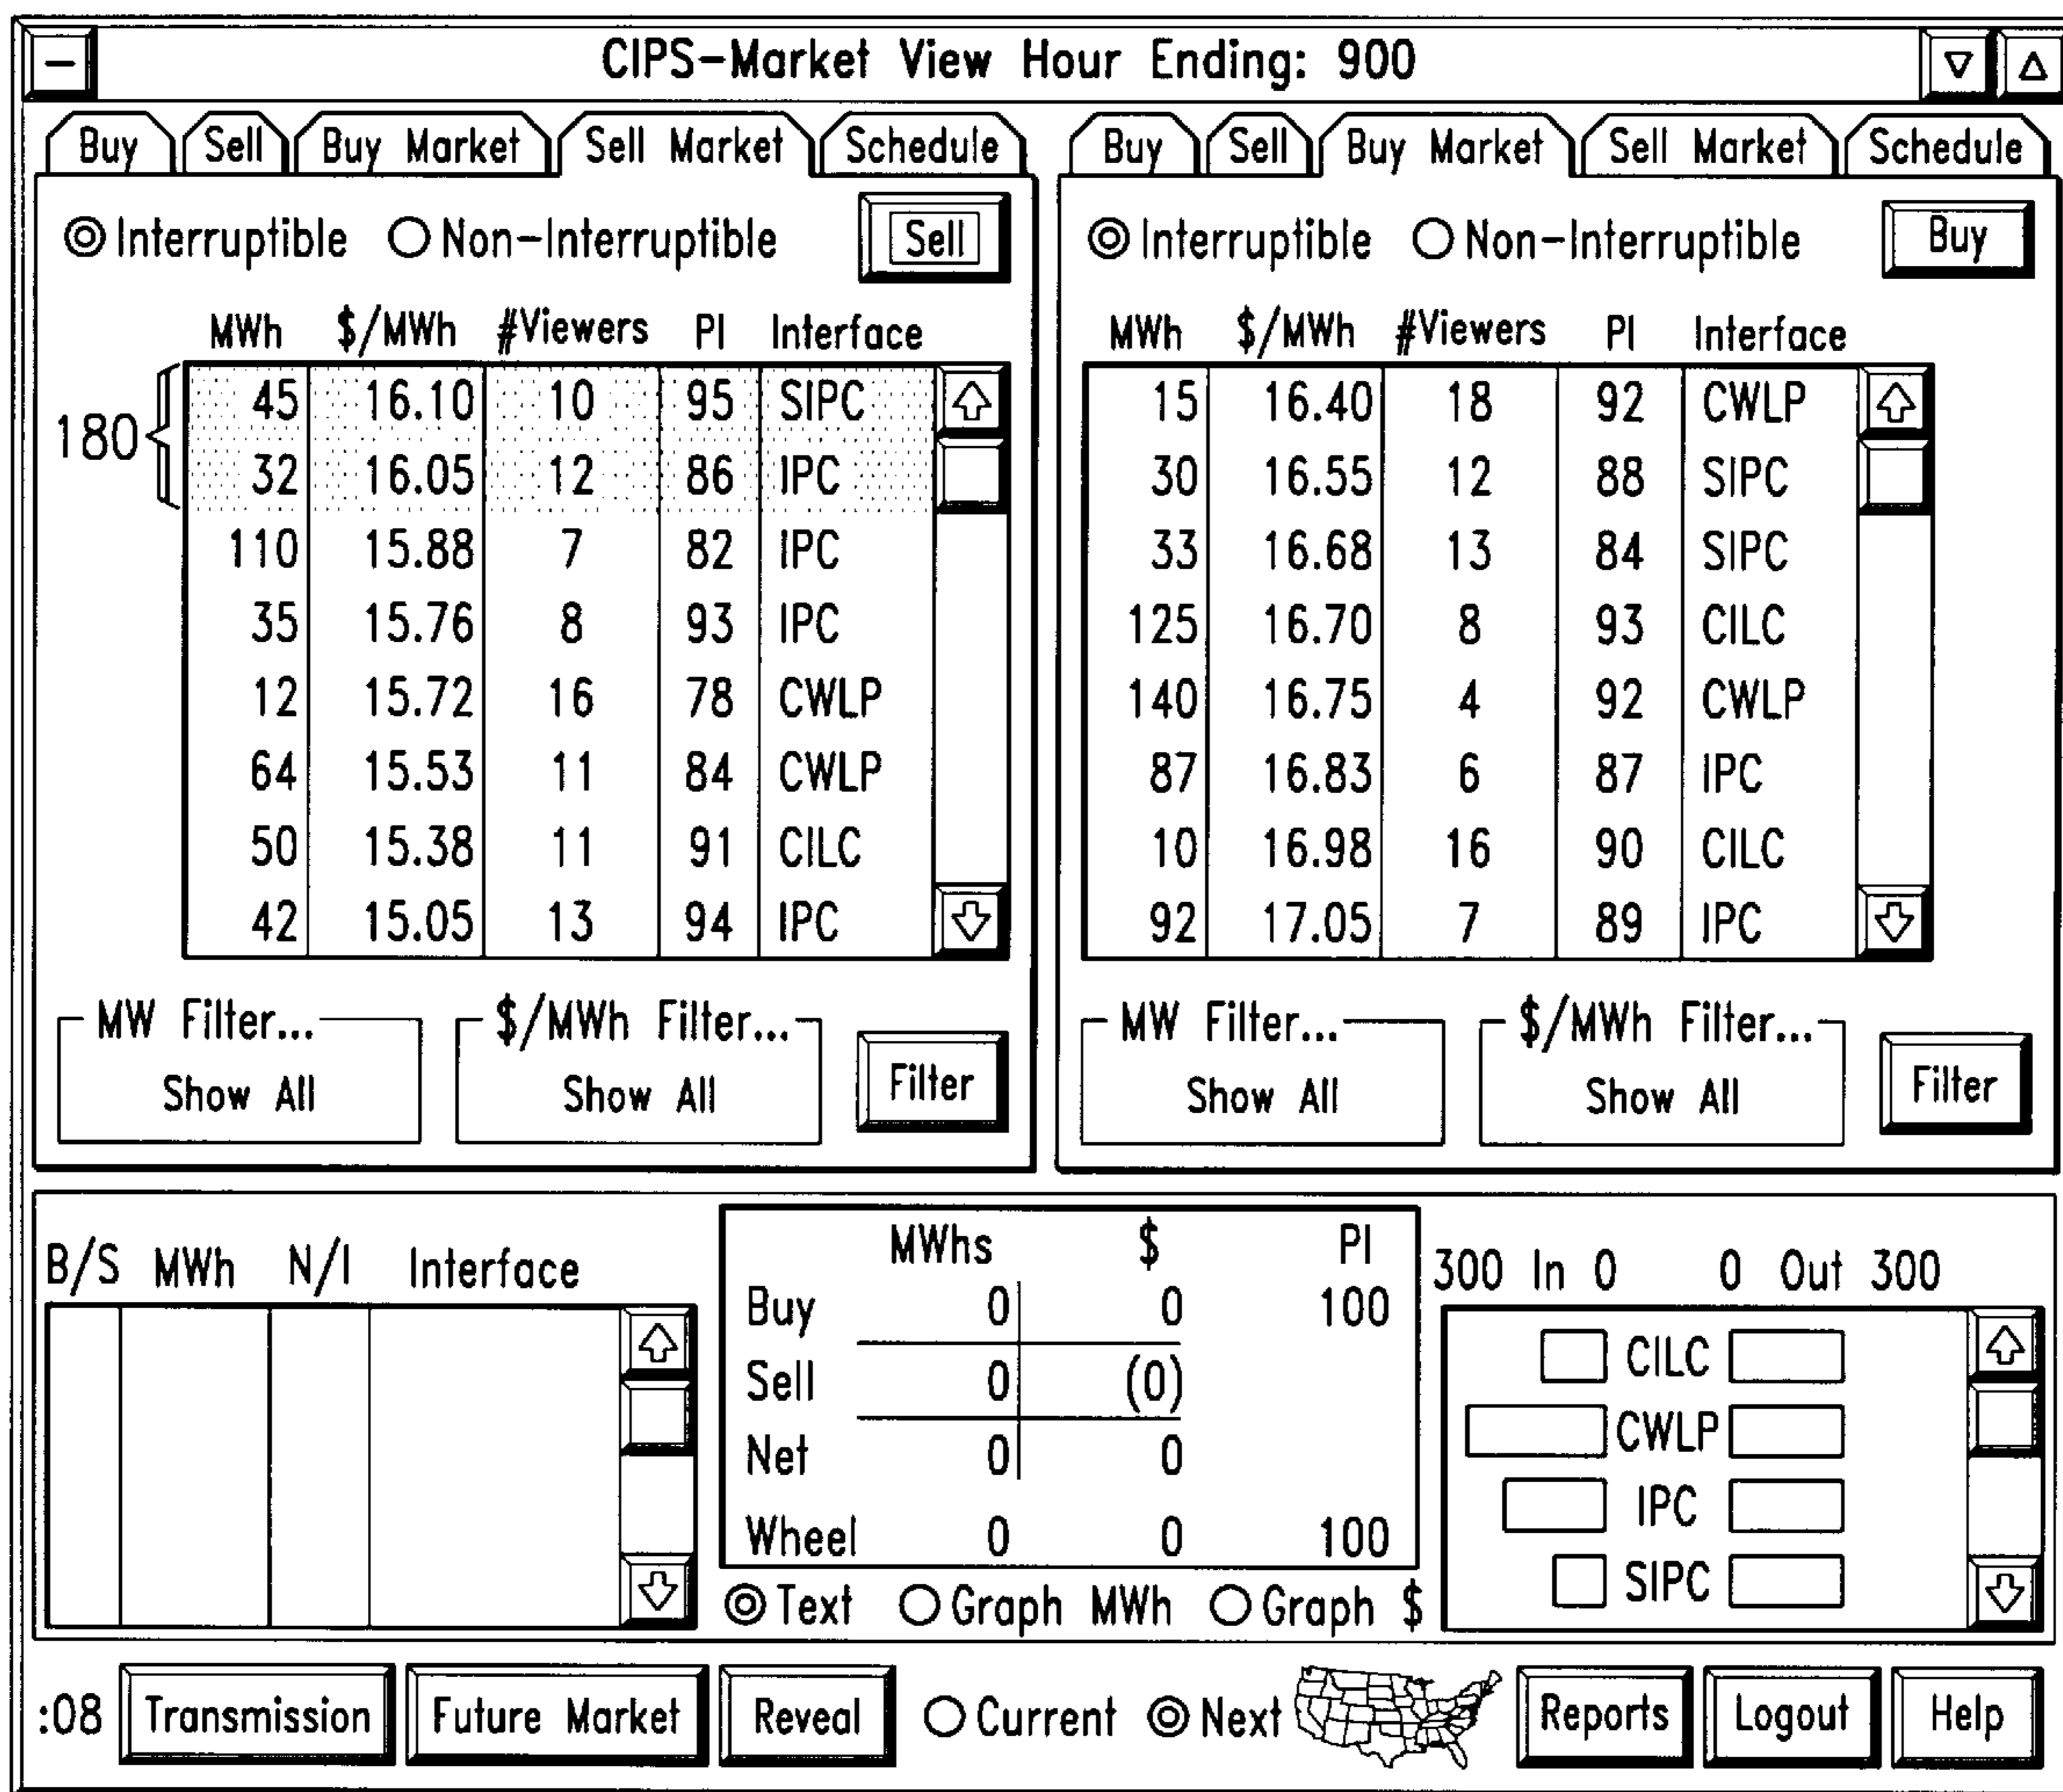 CIPS-Market View Hour Ending: 900
Buy Sell Buy Market Sell Market Schedule
Interruptible Non-Interruptible Sell
MWh $/MWh #Viewers PI Interface
180
45 16.10 10 95 SIPC
32 16.05 12 86 IPC
110 15.88 7 82 IPC
35 15.76 8 93 IPC
12 15.72 16 78 CWLP
64 15.53 11 84 CWLP
50 15.38 11 91 CILC
42 15.05 13 94 IPC
MW Filter... $/MWh Filter...
Show All Show All Filter
Buy Sell Buy Market Sell Market Schedule
Interruptible Non-Interruptible Buy
MWh $/MWh #Viewers PI Interface
15 16.40 18 92 CWLP
30 16.55 12 88 SIPC
33 16.68 13 84 SIPC
125 16.70 8 93 CILC
140 16.75 4 92 CWLP
87 16.83 6 87 IPC
10 16.98 16 90 CILC
92 17.05 7 89 IPC
MW Filter... $/MWh Filter...
Show All Show All Filter
B/S MWh N/I Interface
MWhs $ PI
Buy 0 0 100
Sell 0 (0)
Net 0 0
Wheel 0 0 100
Text Graph MWh Graph $
300 In 0 0 Out 300
CILC
CWLP
IPC
SIPC
:08 Transmission Future Market Reveal Current Next Reports Logout Help